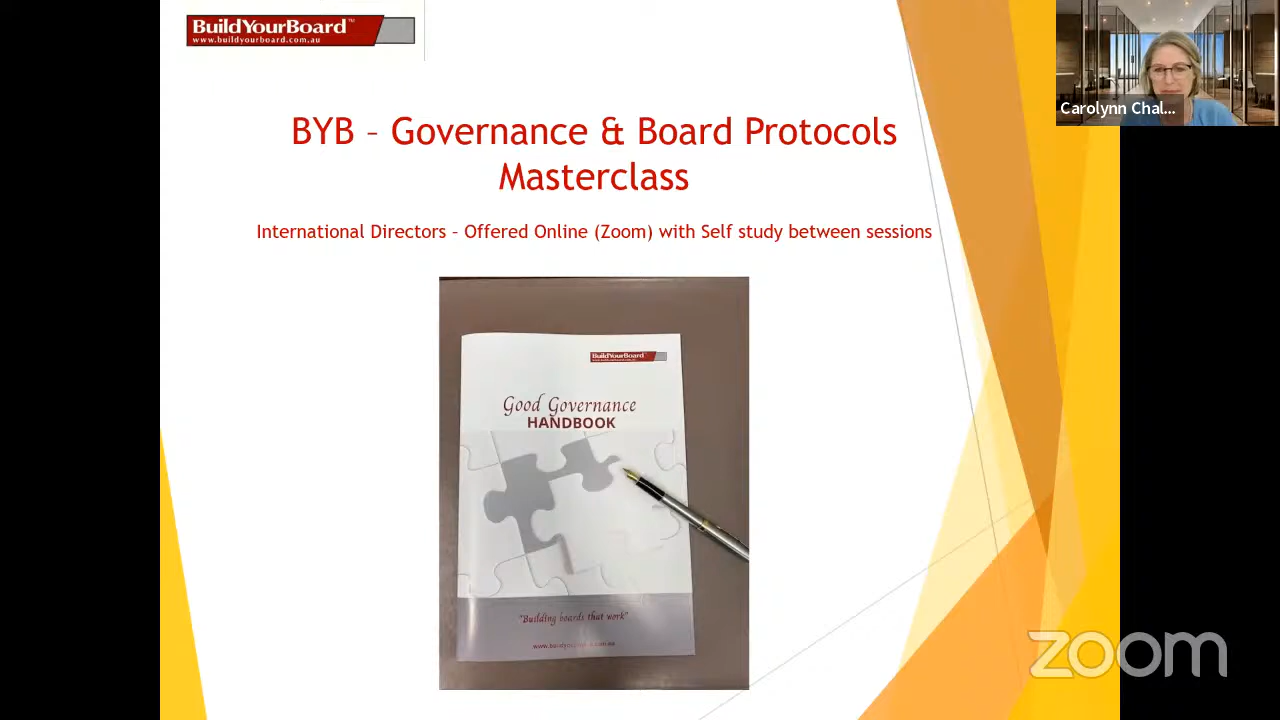 BuildYourBoard™
www.buildyourboard.com.au
Carolynn Chal...
BYB – Governance & Board Protocols
Masterclass
International Directors – Offered Online (Zoom) with Self study between sessions
BuildYourBoard
Good Governance
HANDBOOK
"Building boards that work"
zoom